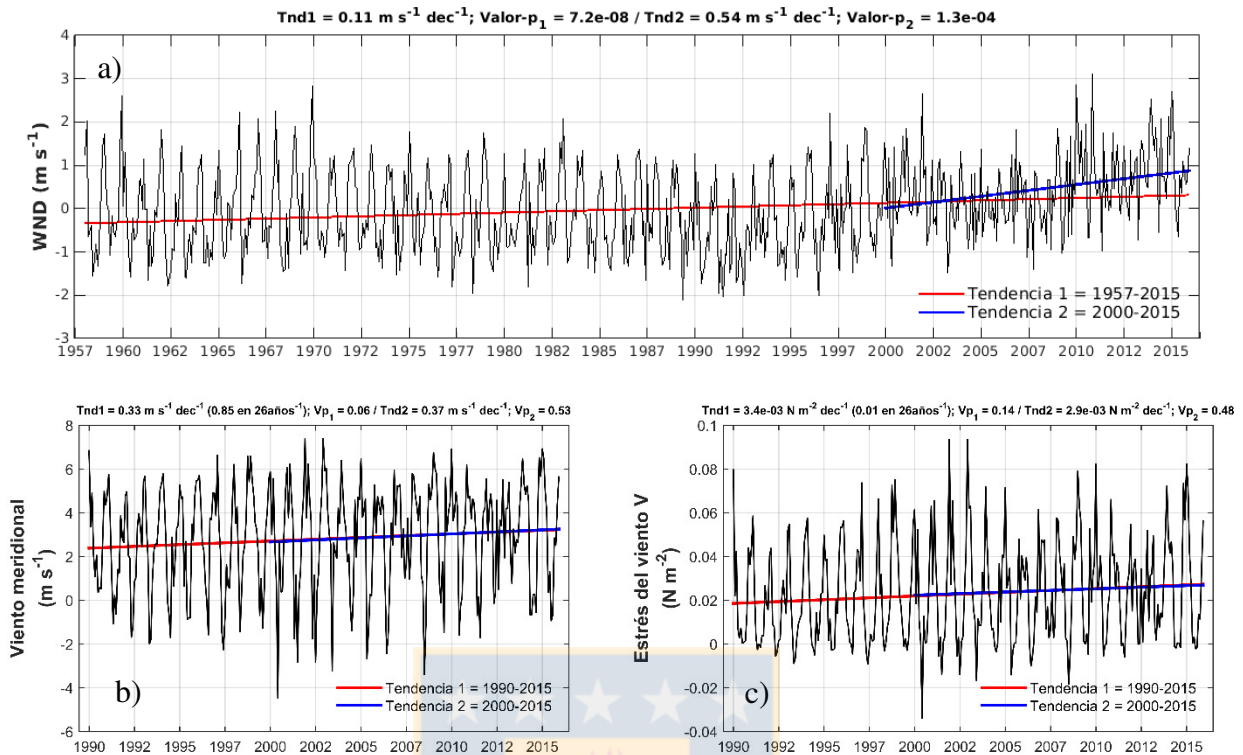 Tnd1 = 0.11 m s⁻¹ dec⁻¹; Valor-p₁ = 7.2e-08 / Tnd2 = 0.54 m s⁻¹ dec⁻¹; Valor-p₂ = 1.3e-04
a)
WND (m s⁻¹)
4
3
2
1
0
-1
-2
-3
Tendencia 1 = 1957-2015
Tendencia 2 = 2000-2015
1957 1960 1962 1965 1967 1970 1972 1975 1977 1980 1982 1985 1987 1990 1992 1995 1997 2000 2002 2005 2007 2010 2012 2015
Tnd1 = 0.33 m s⁻¹ dec⁻¹ (0.85 en 26años⁻¹); Vp₁ = 0.06 / Tnd2 = 0.37 m s⁻¹ dec⁻¹; Vp₂ = 0.53
Viento meridional
(m s⁻¹)
8
6
4
2
0
-2
-4
-6
b)
Tendencia 1 = 1990-2015
Tendencia 2 = 2000-2015
1990 1992 1995 1997 2000 2002 2005 2007 2010 2012 2015
Tnd1 = 3.4e-03 N m⁻² dec⁻¹ (0.01 en 26años⁻¹); Vp₁ = 0.14 / Tnd2 = 2.9e-03 N m⁻² dec⁻¹; Vp₂ = 0.48
Estrés del viento V
(N m⁻²)
0.1
0.08
0.06
0.04
0.02
0
-0.02
-0.04
c)
Tendencia 1 = 1990-2015
Tendencia 2 = 2000-2015
1990 1992 1995 1997 2000 2002 2005 2007 2010 2012 2015